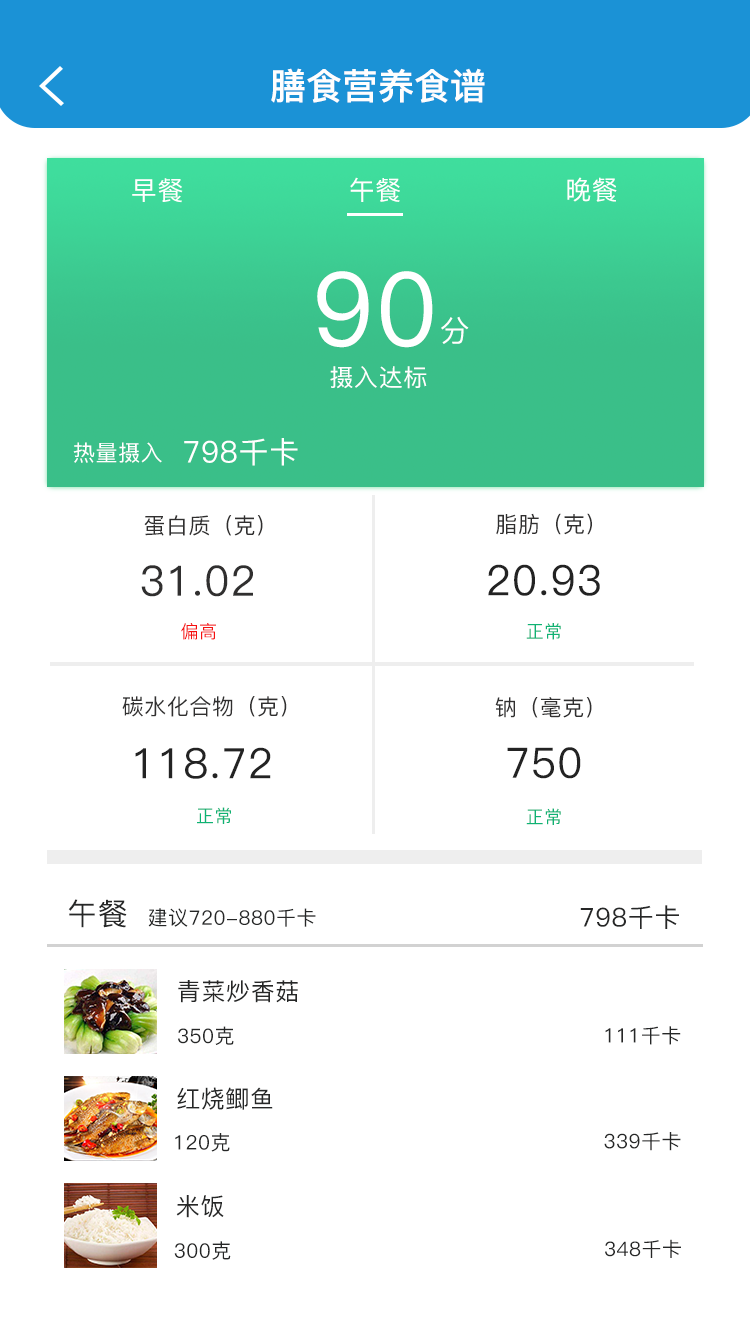 膳食营养食谱
早餐 午餐 晚餐
90分
摄入达标
热量摄入 798千卡
蛋白质（克） 脂肪（克）
31.02 20.93
偏高 正常
碳水化合物（克） 钠（毫克）
118.72 750
正常 正常
午餐 建议720-880千卡 798千卡
青菜炒香菇
350克 111千卡
红烧鲫鱼
120克 339千卡
米饭
300克 348千卡